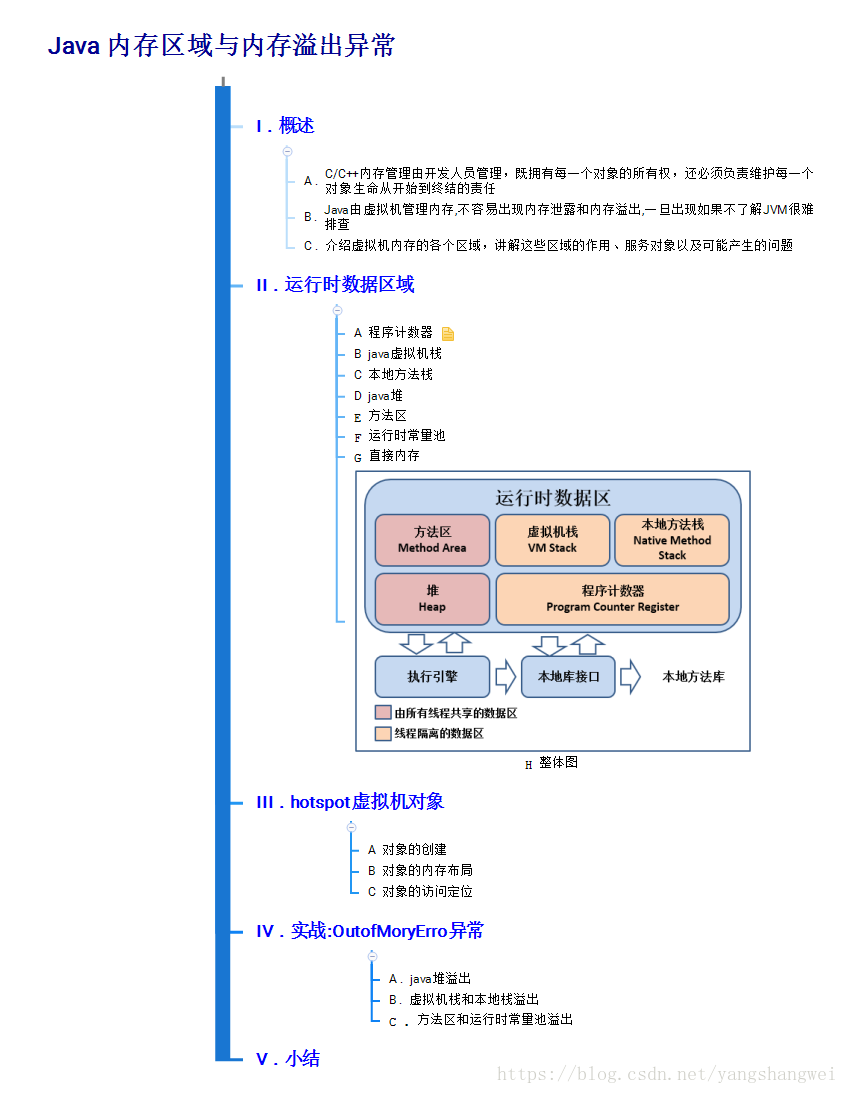 Java 内存区域与内存溢出异常
I . 概述
A . C/C++内存管理由开发人员管理，既拥有每一个对象的所有权，还必须负责维护每一个
对象生命从开始到终结的责任
B . Java由虚拟机管理内存,不容易出现内存泄露和内存溢出,一旦出现如果不了解JVM很难
排查
C . 介绍虚拟机内存的各个区域，讲解这些区域的作用、服务对象以及可能产生的问题
II . 运行时数据区域
A 程序计数器
B java虚拟机栈
C 本地方法栈
D java堆
E 方法区
F 运行时常量池
G 直接内存
运行时数据区
方法区
Method Area
虚拟机栈
VM Stack
本地方法栈
Native Method
Stack
堆
Heap
程序计数器
Program Counter Register
执行引擎
本地库接口
本地方法库
由所有线程共享的数据区
线程隔离的数据区
H 整体图
III . hotspot虚拟机对象
A 对象的创建
B 对象的内存布局
C 对象的访问定位
IV . 实战:OutofMoryErro异常
A . java堆溢出
B . 虚拟机栈和本地栈溢出
C . 方法区和运行时常量池溢出
V . 小结
https://blog.csdn.net/yangshangwei